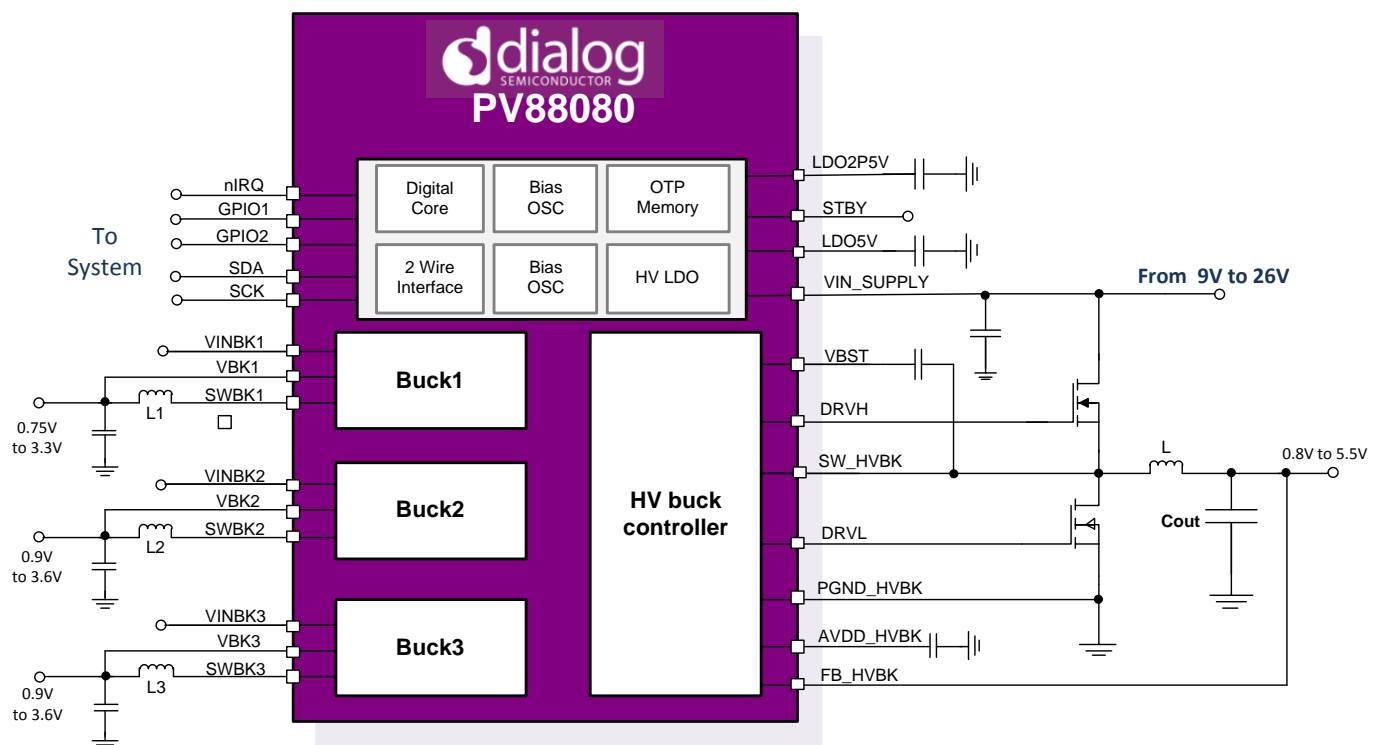 dialog
SEMICONDUCTOR
PV88080
Digital
Core
Bias
OSC
OTP
Memory
2 Wire
Interface
Bias
OSC
HV LDO
To
System
nIRQ
GPIO1
GPIO2
SDA
SCK
VINBK1
VBK1
SWBK1
L1
0.75V
to 3.3V
Buck1
VINBK2
VBK2
SWBK2
L2
0.9V
to 3.6V
Buck2
VINBK3
VBK3
SWBK3
L3
0.9V
to 3.6V
Buck3
HV buck
controller
LDO2P5V
STBY
LDO5V
VIN_SUPPLY
From 9V to 26V
VBST
DRVH
SW_HVBK
L
0.8V to 5.5V
Cout
DRVL
PGND_HVBK
AVDD_HVBK
FB_HVBK